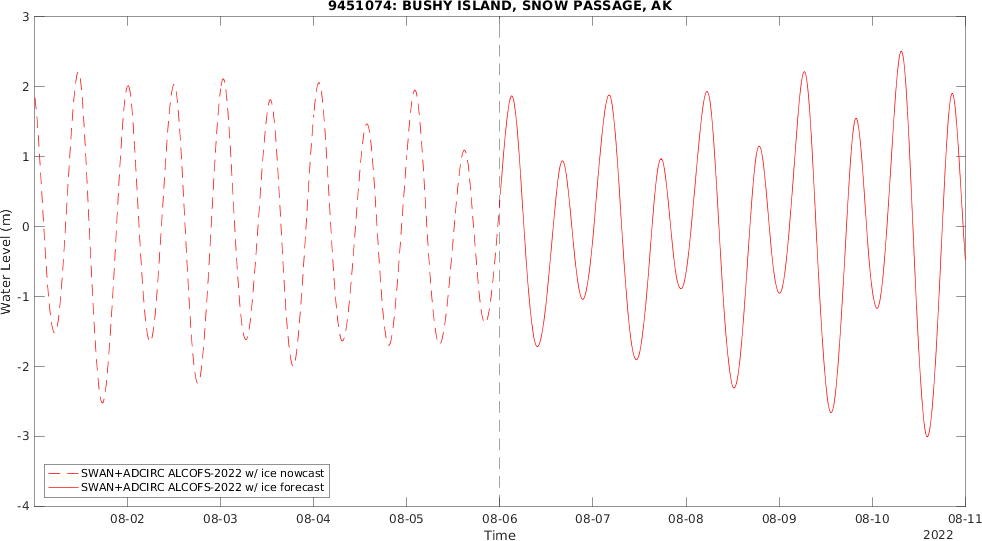 9451074: BUSHY ISLAND, SNOW PASSAGE, AK
3
2
1
0
-1
-2
-3
-4
Water Level (m)
SWAN+ADCIRC ALCOFS-2022 w/ ice nowcast
SWAN+ADCIRC ALCOFS-2022 w/ ice forecast
08-02 08-03 08-04 08-05 08-06 08-07 08-08 08-09 08-10 08-11
Time
2022